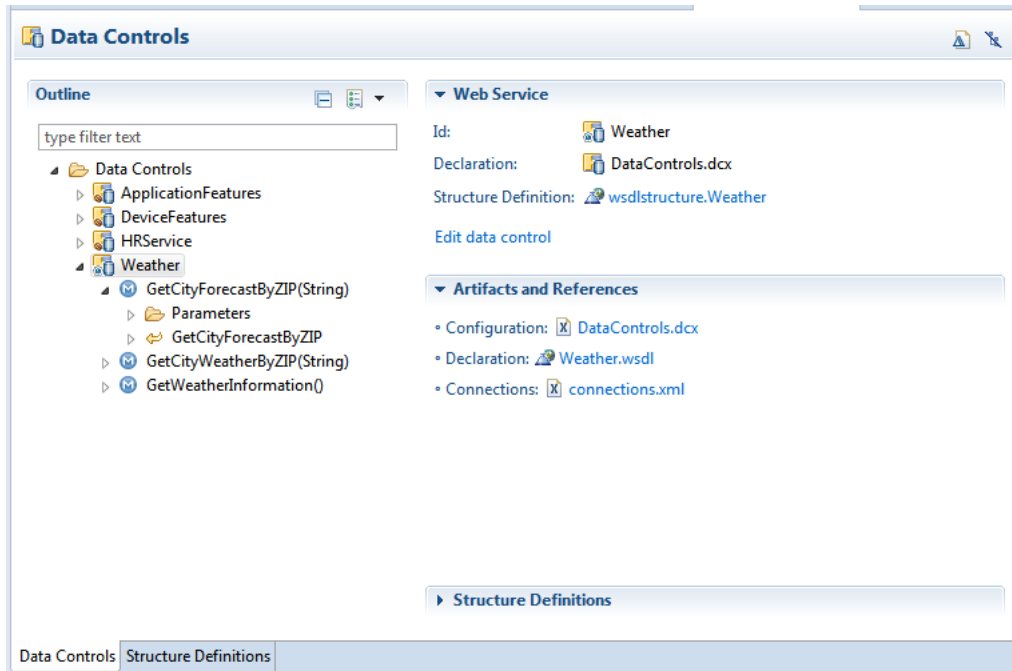 Data Controls
Outline
type filter text
Data Controls
ApplicationFeatures
DeviceFeatures
HRService
Weather
GetCityForecastByZIP(String)
Parameters
GetCityForecastByZIP
GetCityWeatherByZIP(String)
GetWeatherInformation()
Web Service
Id: Weather
Declaration: DataControls.dcx
Structure Definition: wsdlstructure.Weather
Edit data control
Artifacts and References
Configuration: DataControls.dcx
Declaration: Weather.wsdl
Connections: connections.xml
Structure Definitions
Data Controls Structure Definitions